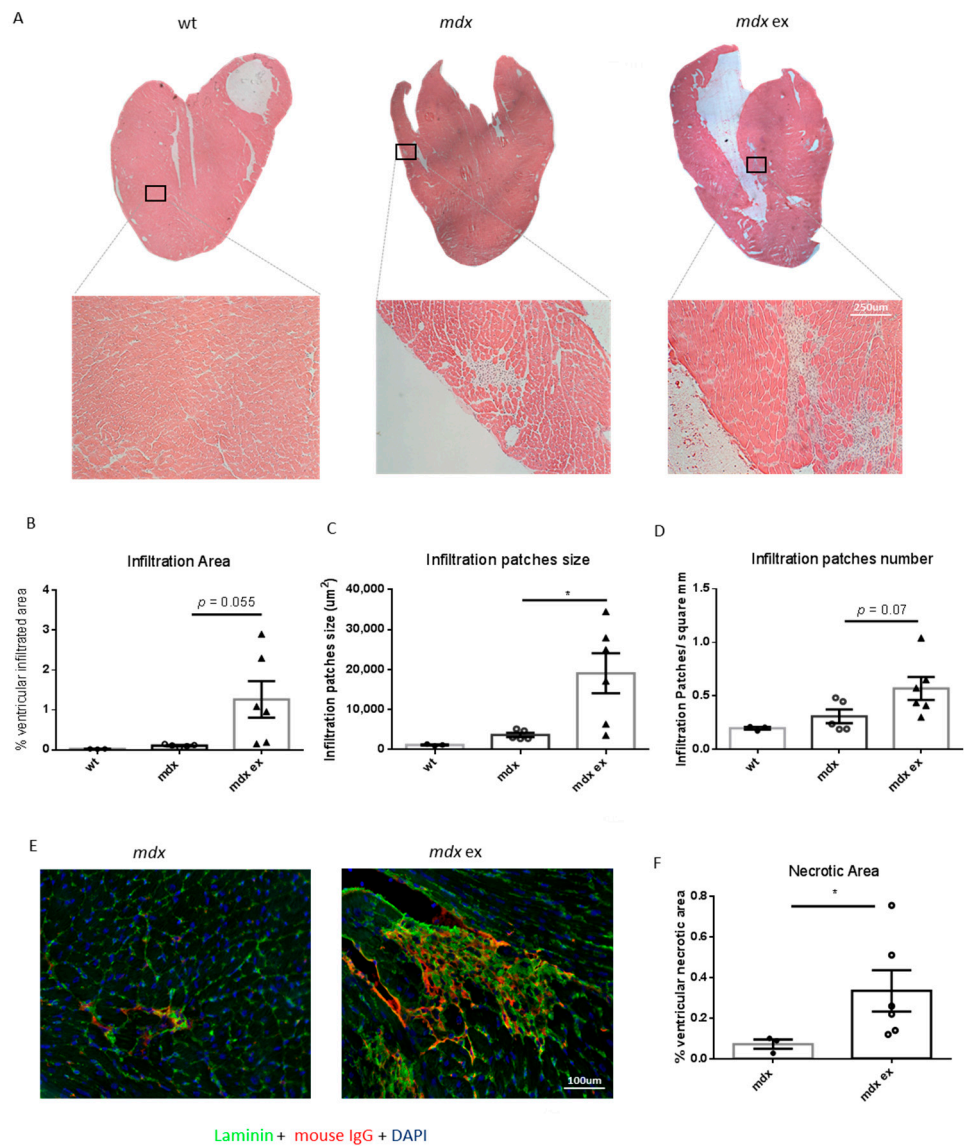 A
wt
mdx
mdx ex
250um
B
Infiltration Area
% ventricular infiltrated area
4
3
2
1
0
p = 0.055
wt
mdx
mdx ex
C
Infiltration patches size
Infiltration patches size (um²)
40,000
30,000
20,000
10,000
0
*
wt
mdx
mdx ex
D
Infiltration patches number
Infiltration Patches/ square mm
1.5
1.0
0.5
0.0
p = 0.07
wt
mdx
mdx ex
E
mdx
mdx ex
100um
Laminin + mouse IgG + DAPI
F
Necrotic Area
% ventricular necrotic area
0.8
0.6
0.4
0.2
0.0
*
mdx
mdx ex